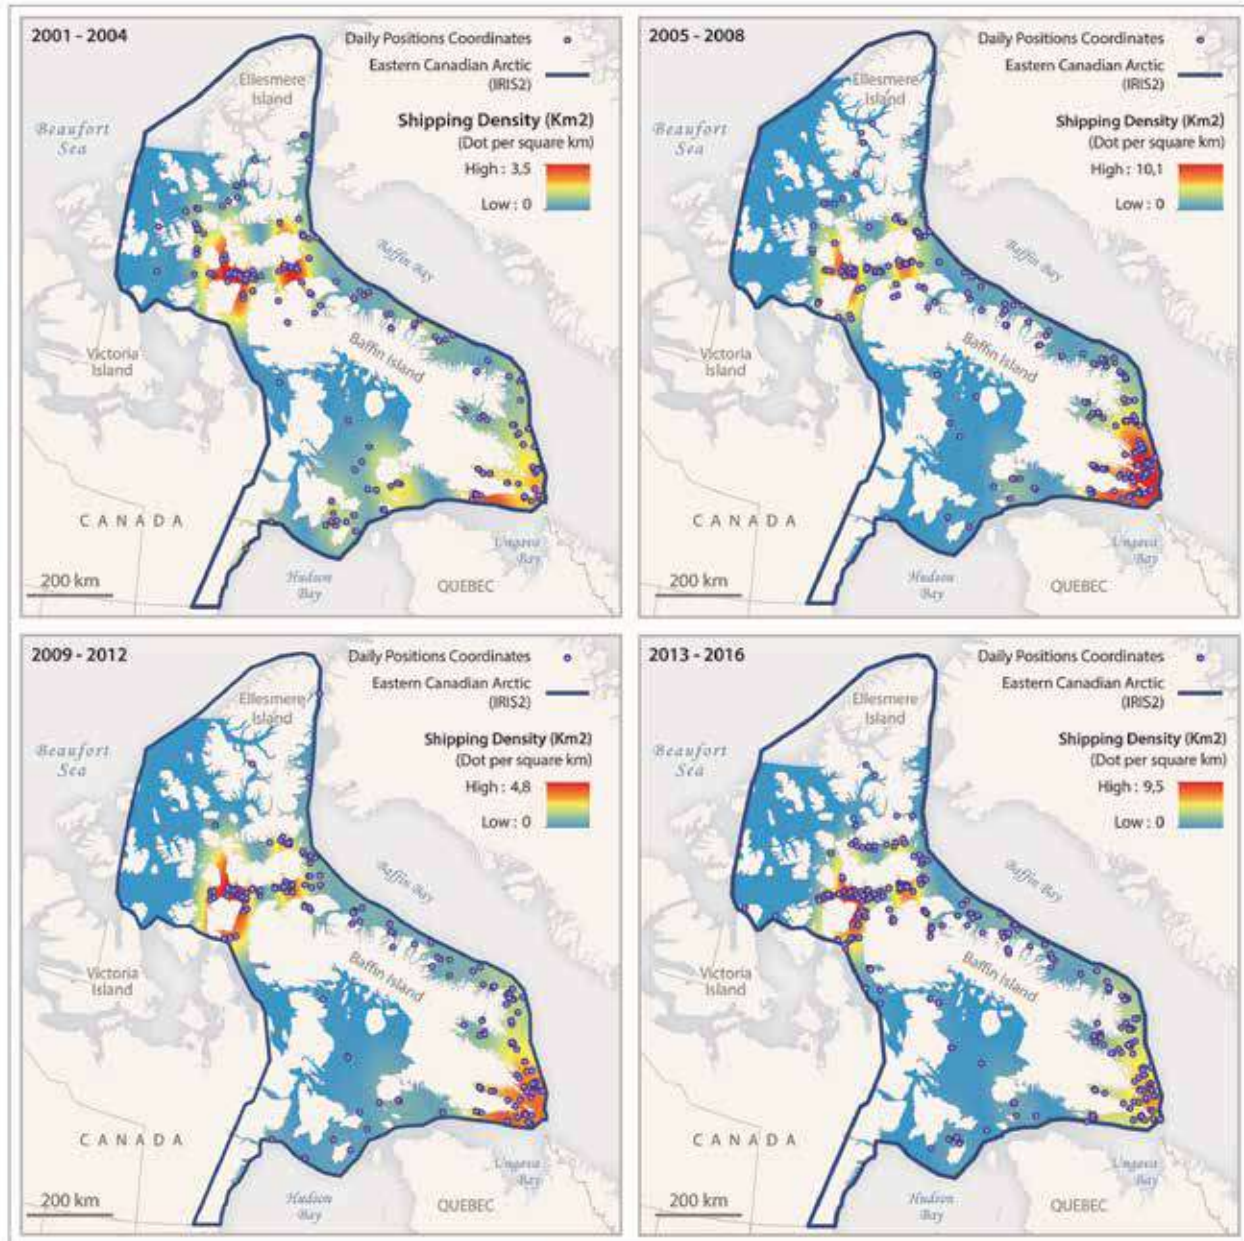 2001 - 2004
Daily Positions Coordinates
Eastern Canadian Arctic
(IRIS2)
Shipping Density (Km2)
(Dot per square km)
High : 3,5
Low : 0
Ellesmere
Island
Beaufort
Sea
Baffin Bay
Victoria
Island
Baffin Island
CANADA
Ungava
Bay
200 km
Hudson
Bay
QUEBEC
2005 - 2008
Daily Positions Coordinates
Eastern Canadian Arctic
(IRIS2)
Shipping Density (Km2)
(Dot per square km)
High : 10,1
Low : 0
Ellesmere
Island
Beaufort
Sea
Baffin Bay
Victoria
Island
Baffin Island
CANADA
Ungava
Bay
200 km
Hudson
Bay
QUEBEC
2009 - 2012
Daily Positions Coordinates
Eastern Canadian Arctic
(IRIS2)
Shipping Density (Km2)
(Dot per square km)
High : 4,8
Low : 0
Ellesmere
Island
Beaufort
Sea
Baffin Bay
Victoria
Island
Baffin Island
CANADA
Ungava
Bay
200 km
Hudson
Bay
QUEBEC
2013 - 2016
Daily Positions Coordinates
Eastern Canadian Arctic
(IRIS2)
Shipping Density (Km2)
(Dot per square km)
High : 9,5
Low : 0
Ellesmere
Island
Beaufort
Sea
Baffin Bay
Victoria
Island
Baffin Island
CANADA
Ungava
Bay
200 km
Hudson
Bay
QUEBEC